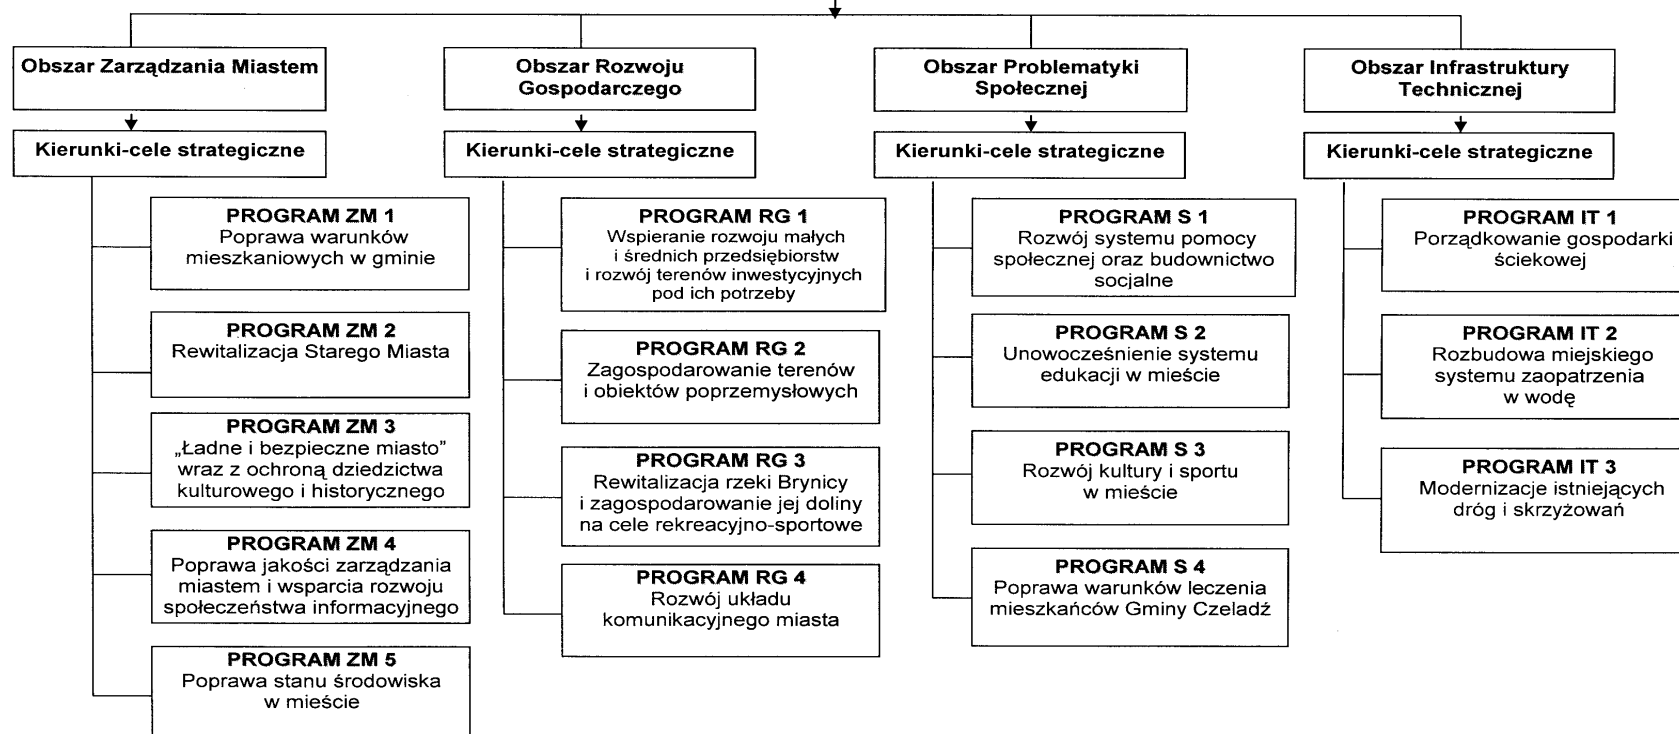 Obszar Zarządzania Miastem
Kierunki-cele strategiczne
PROGRAM ZM 1
Poprawa warunków
mieszkaniowych w gminie
PROGRAM ZM 2
Rewitalizacja Starego Miasta
PROGRAM ZM 3
„Ładne i bezpieczne miasto”
wraz z ochroną dziedzictwa
kulturowego i historycznego
PROGRAM ZM 4
Poprawa jakości zarządzania
miastem i wsparcia rozwoju
społeczeństwa informacyjnego
PROGRAM ZM 5
Poprawa stanu środowiska
w mieście
Obszar Rozwoju
Gospodarczego
Kierunki-cele strategiczne
PROGRAM RG 1
Wspieranie rozwoju małych
i średnich przedsiębiorstw
i rozwój terenów inwestycyjnych
pod ich potrzeby
PROGRAM RG 2
Zagospodarowanie terenów
i obiektów poprzemysłowych
PROGRAM RG 3
Rewitalizacja rzeki Brynicy
i zagospodarowanie jej doliny
na cele rekreacyjno-sportowe
PROGRAM RG 4
Rozwój układu
komunikacyjnego miasta
Obszar Problematyki
Społecznej
Kierunki-cele strategiczne
PROGRAM S 1
Rozwój systemu pomocy
społecznej oraz budownictwo
socjalne
PROGRAM S 2
Unowocześnienie systemu
edukacji w mieście
PROGRAM S 3
Rozwój kultury i sportu
w mieście
PROGRAM S 4
Poprawa warunków leczenia
mieszkańców Gminy Czeladź
Obszar Infrastruktury
Technicznej
Kierunki-cele strategiczne
PROGRAM IT 1
Porządkowanie gospodarki
ściekowej
PROGRAM IT 2
Rozbudowa miejskiego
systemu zaopatrzenia
w wodę
PROGRAM IT 3
Modernizacje istniejących
dróg i skrzyżowań